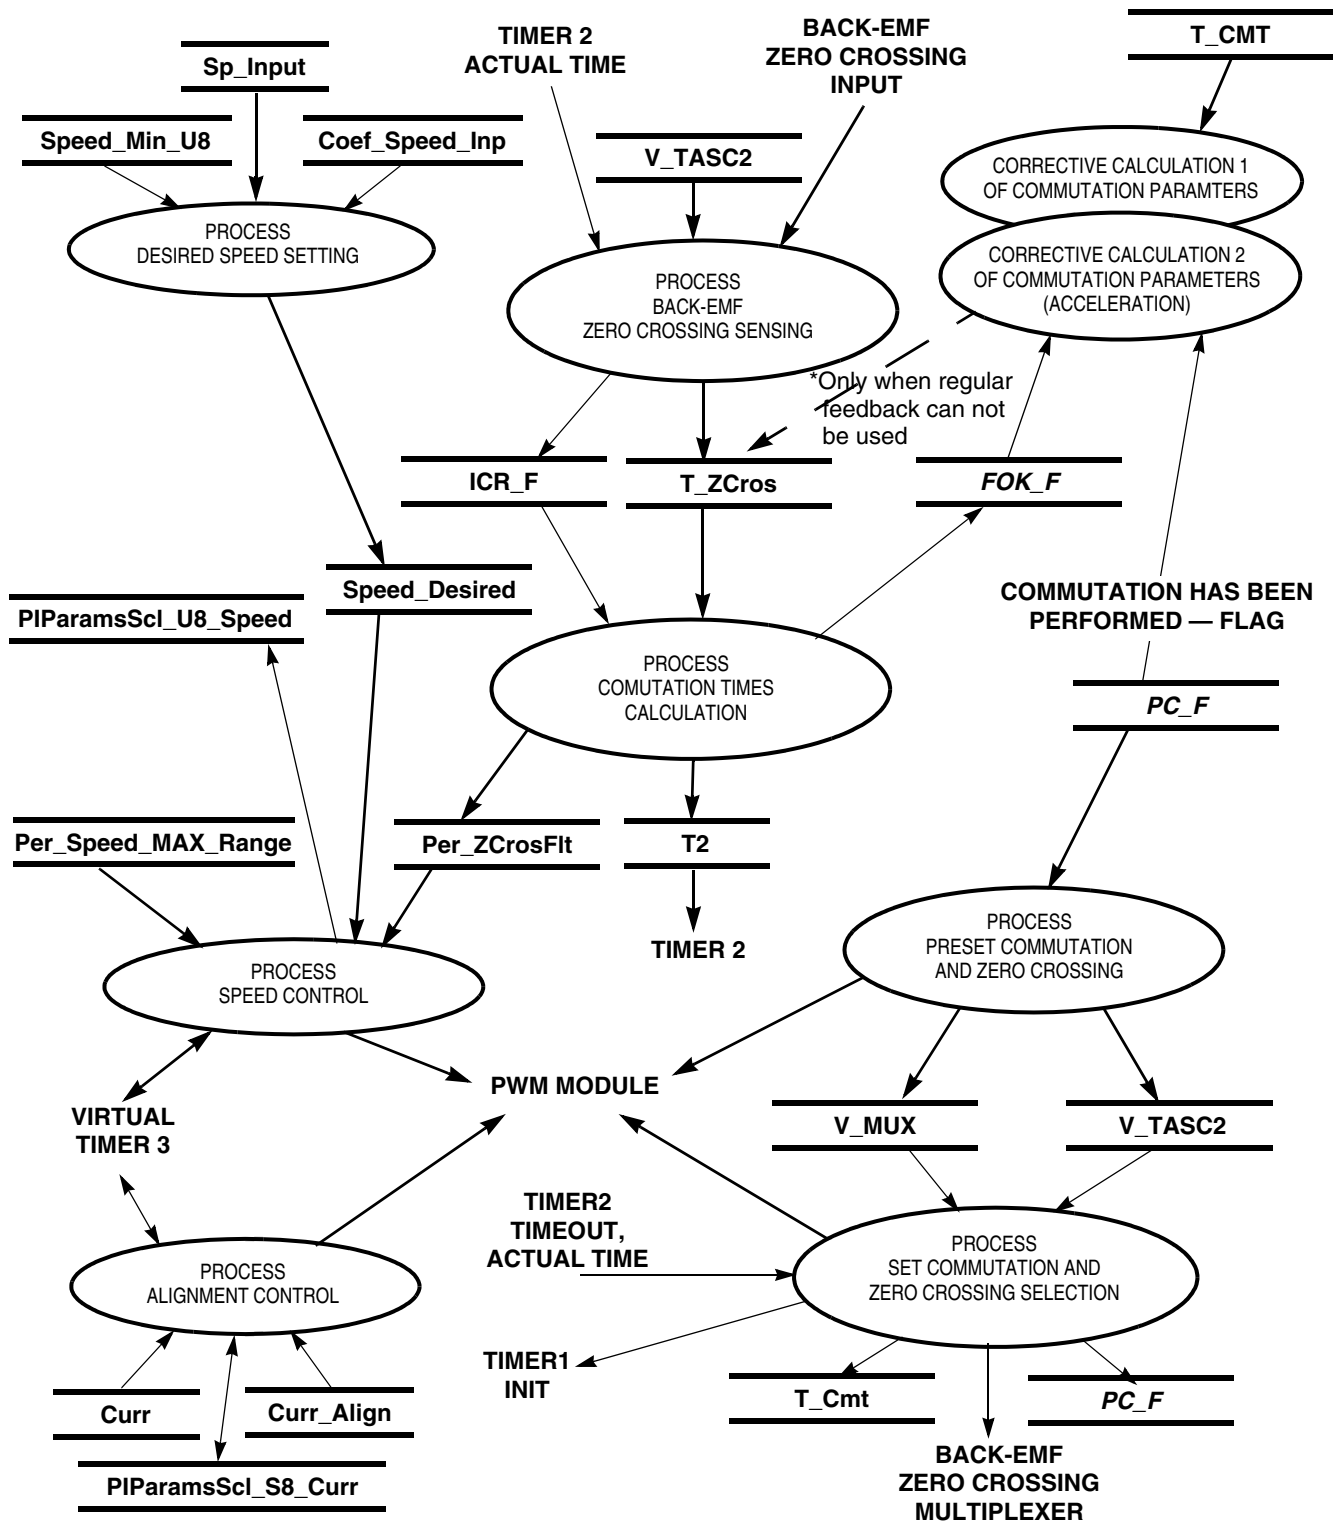 TIMER 2
ACTUAL TIME
BACK-EMF
ZERO CROSSING
INPUT
T_CMT
Sp_Input
Speed_Min_U8
Coef_Speed_Inp
V_TASC2
CORRECTIVE CALCULATION 1
OF COMMUTATION PARAMTERS
PROCESS
DESIRED SPEED SETTING
CORRECTIVE CALCULATION 2
OF COMMUTATION PARAMETERS
(ACCELERATION)
PROCESS
BACK-EMF
ZERO CROSSING SENSING
*Only when regular
feedback can not
be used
ICR_F
T_ZCros
FOK_F
Speed_Desired
PIParamsScl_U8_Speed
COMMUTATION HAS BEEN
PERFORMED — FLAG
PROCESS
COMUTATION TIMES
CALCULATION
PC_F
Per_Speed_MAX_Range
Per_ZCrosFlt
T2
TIMER 2
PROCESS
PRESET COMMUTATION
AND ZERO CROSSING
PROCESS
SPEED CONTROL
PWM MODULE
VIRTUAL
TIMER 3
V_MUX
V_TASC2
TIMER2
TIMEOUT,
ACTUAL TIME
PROCESS
SET COMMUTATION AND
ZERO CROSSING SELECTION
PROCESS
ALIGNMENT CONTROL
TIMER1
INIT
T_Cmt
PC_F
Curr
Curr_Align
BACK-EMF
ZERO CROSSING
MULTIPLEXER
PIParamsScl_S8_Curr